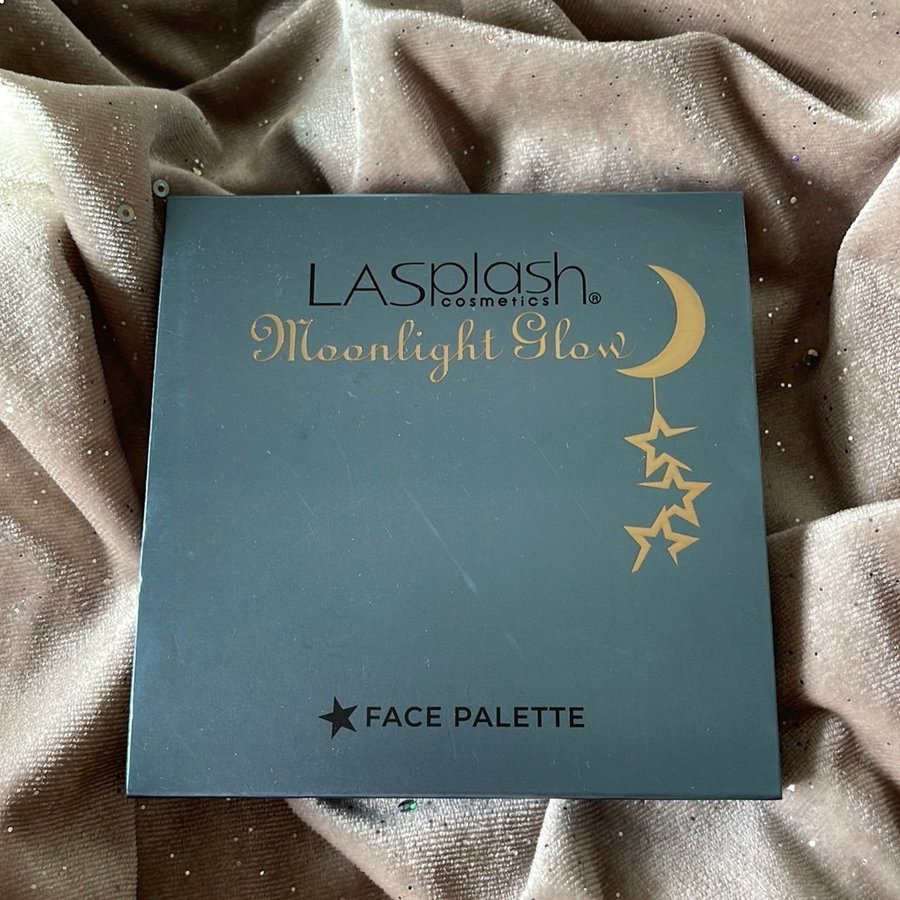 LASplash
cosmetics®
Moonlight Glow
FACE PALETTE